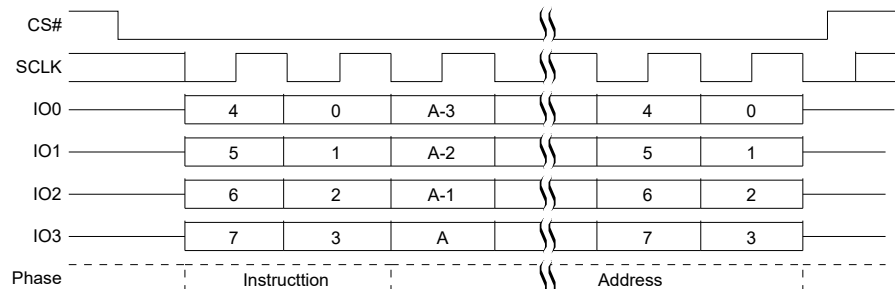 CS#
SCLK
IO0 4 0 A-3 4 0
IO1 5 1 A-2 5 1
IO2 6 2 A-1 6 2
IO3 7 3 A 7 3
Phase Instructtion Address